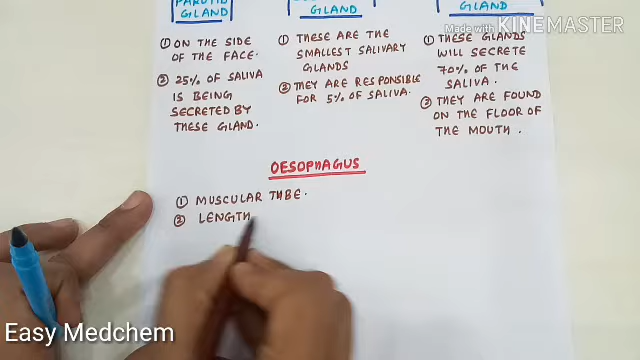 PAROTID
GLAND
① ON THE SIDE
OF THE FACE.
② 25% OF SALIVA
IS BEING
SECRETED BY
THESE GLAND.
GLAND
① THESE ARE THE
SMALLEST SALIVARY
GLANDS
② THEY ARE RESPONSIBLE
FOR 5% OF SALIVA.
GLAND
① THESE GLANDS
WILL SECRETE
70% OF THE
SALIVA.
② THEY ARE FOUND
ON THE FLOOR OF
THE MOUTH.
OESOPHAGUS
① MUSCULAR TUBE.
② LENGTH
Made with KINEMASTER
Easy Medchem